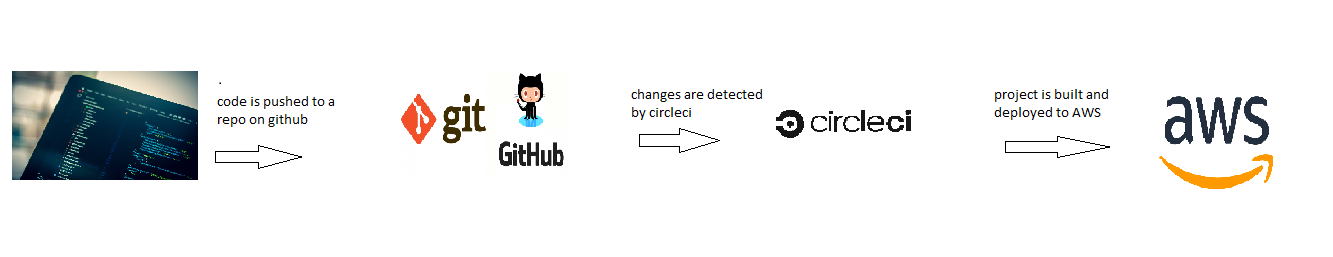 .
code is pushed to a
repo on github
git
GitHub
changes are detected
by circleci
circleci
project is built and
deployed to AWS
aws